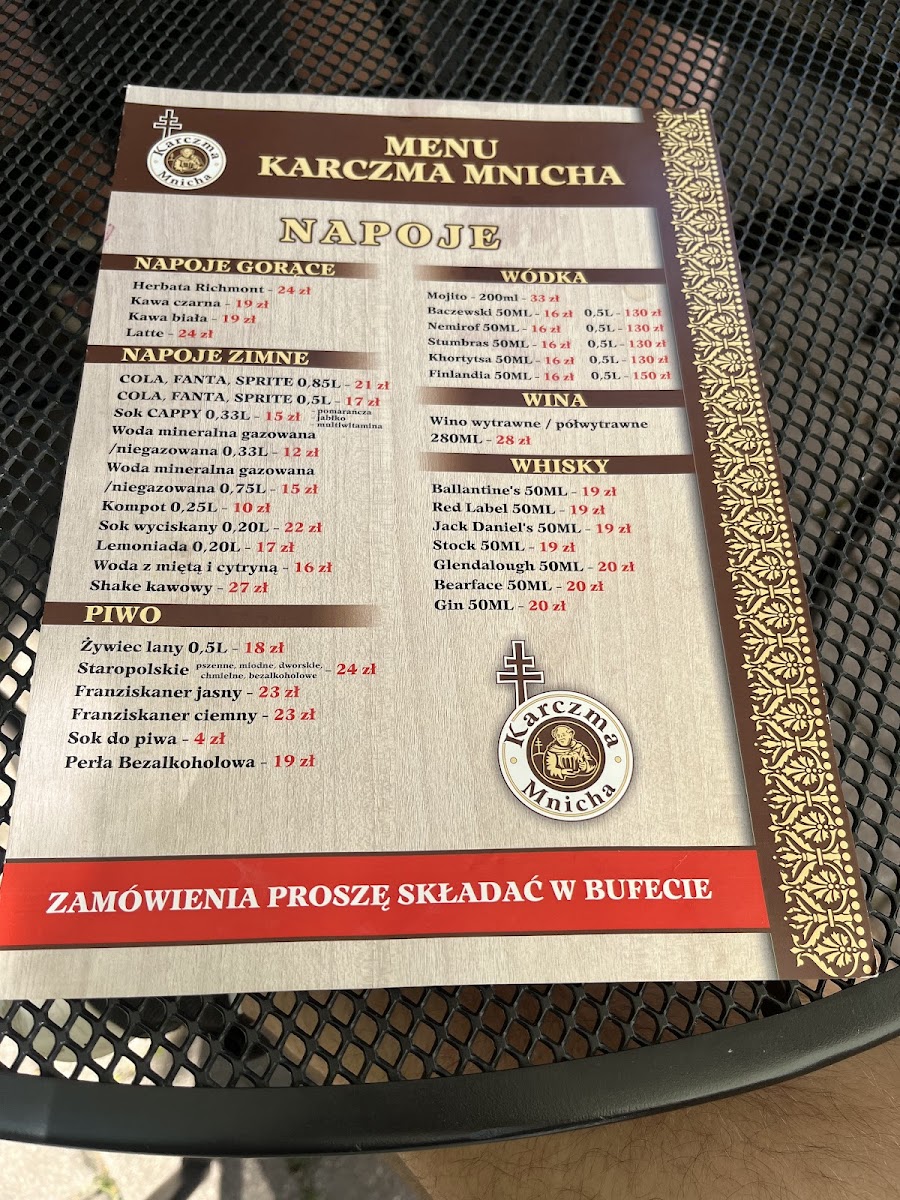 Karczma
Mnicha
MENU
KARCZMA MNICHA
NAPOJE
NAPOJE GORĄCE
Herbata Richmont - 24 zł
Kawa czarna - 19 zł
Kawa biała - 19 zł
Latte - 24 zł
NAPOJE ZIMNE
COLA, FANTA, SPRITE 0,85L - 21 zł
COLA, FANTA, SPRITE 0,5L - 17 zł
Sok CAPPY 0,33L - 15 zł - pomarańcza
- jabłko
- multiwitamina
Woda mineralna gazowana
/niegazowana 0,33L - 12 zł
Woda mineralna gazowana
/niegazowana 0,75L - 15 zł
Kompot 0,25L - 10 zł
Sok wyciskany 0,20L - 22 zł
Lemoniada 0,20L - 17 zł
Woda z miętą i cytryną - 16 zł
Shake kawowy - 27 zł
PIWO
Żywiec lany 0,5L - 18 zł
Staropolskie pszenne, miodne, dworskie, chmielne, bezalkoholowe - 24 zł
Franziskaner jasny - 23 zł
Franziskaner ciemny - 23 zł
Sok do piwa - 4 zł
Perła Bezalkoholowa - 19 zł
WÓDKA
Mojito - 200ml - 33 zł
Baczewski 50ML - 16 zł 0,5L - 130 zł
Nemirof 50ML - 16 zł 0,5L - 130 zł
Stumbras 50ML - 16 zł 0,5L - 130 zł
Khortytsa 50ML - 16 zł 0,5L - 130 zł
Finlandia 50ML - 16 zł 0,5L - 150 zł
WINA
Wino wytrawne / półwytrawne
280ML - 28 zł
WHISKY
Ballantine's 50ML - 19 zł
Red Label 50ML - 19 zł
Jack Daniel's 50ML - 19 zł
Stock 50ML - 19 zł
Glendalough 50ML - 20 zł
Bearface 50ML - 20 zł
Gin 50ML - 20 zł
Karczma
Mnicha
ZAMÓWIENIA PROSZĘ SKŁADAĆ W BUFECIE